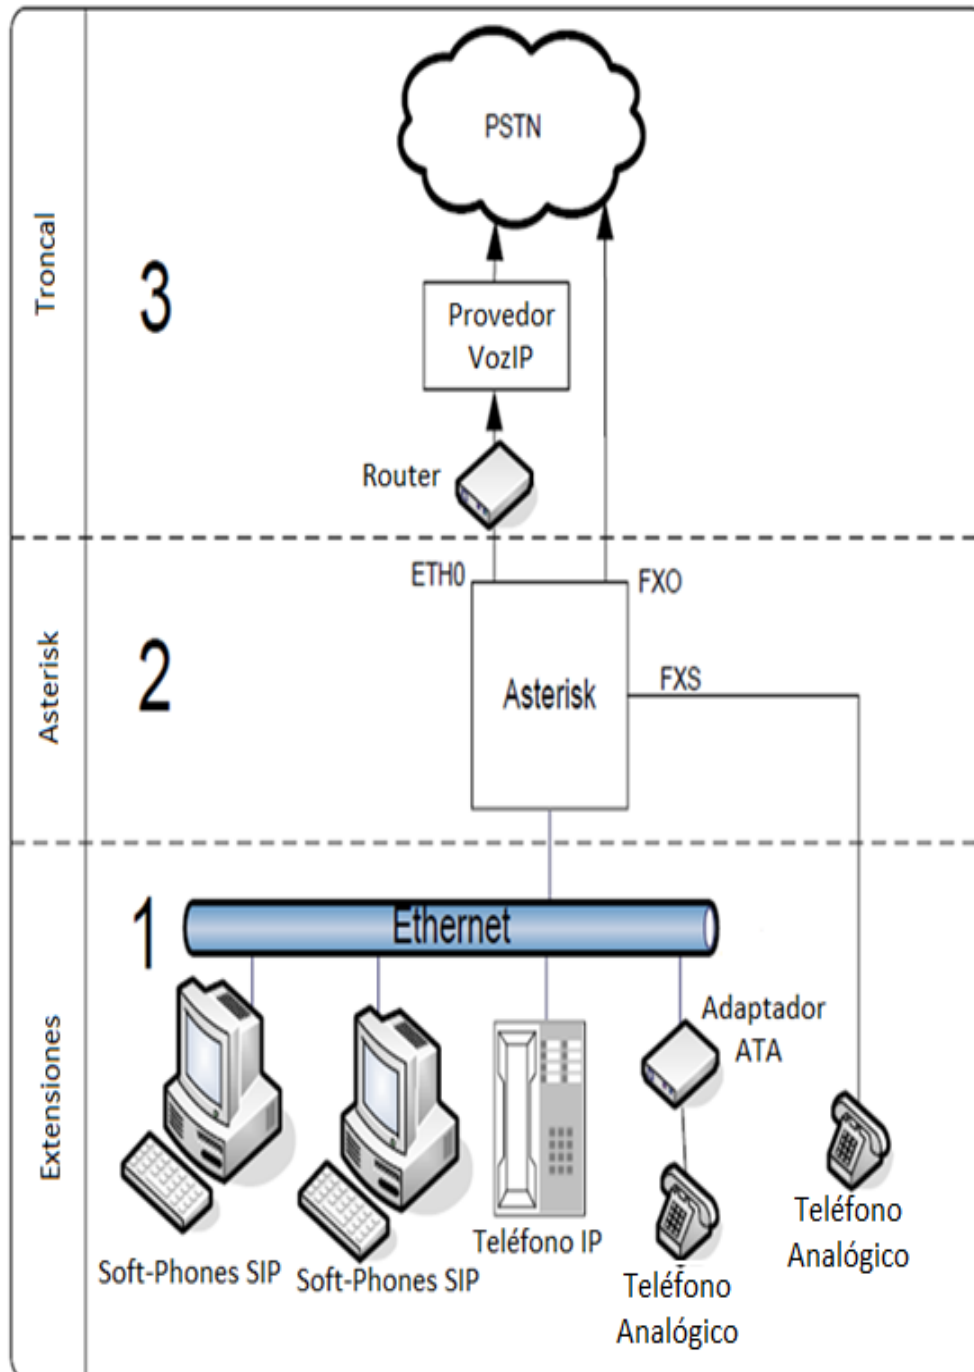 PSTN
Troncal
3
Provedor
VozIP
Router
ETH0
FXO
Asterisk
2
Asterisk
FXS
1
Ethernet
Extensiones
Adaptador
ATA
Soft-Phones SIP
Soft-Phones SIP
Teléfono IP
Teléfono
Analógico
Teléfono
Analógico